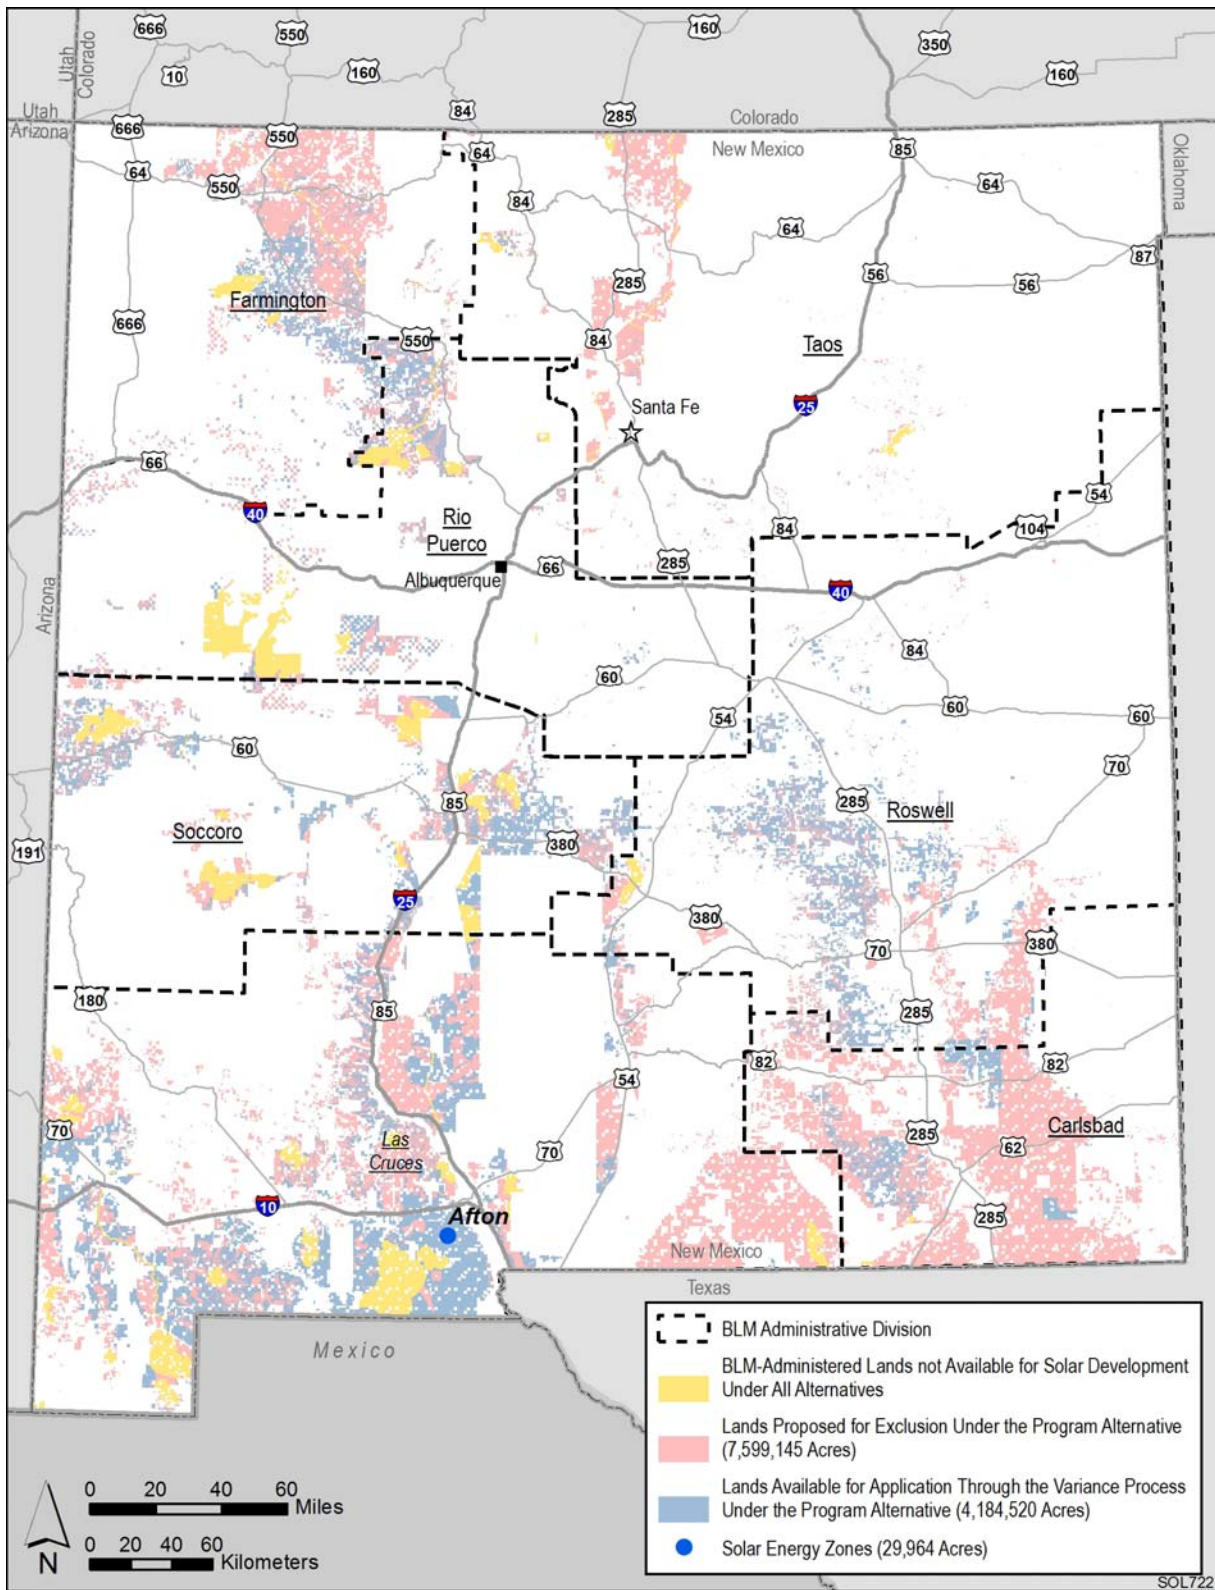 666
550
160
350
10
160
160
Utah
Colorado
84
285
Colorado
Utah
Arizona
666
550
New Mexico
85
Oklahoma
64
64
550
84
64
64
56
87
285
56
Farmington
666
550
84
Taos
25
Santa Fe
66
40
Rio
Puerco
54
84
104
285
Albuquerque
66
40
Arizona
84
60
54
60
60
60
70
85
285
Roswell
Soccoro
380
191
25
380
70
380
180
85
285
54
82
82
70
Las
Cruces
70
285
62
Carlsbad
10
Afton
285
New Mexico
Texas
Mexico
BLM Administrative Division
BLM-Administered Lands not Available for Solar Development
Under All Alternatives
Lands Proposed for Exclusion Under the Program Alternative
(7,599,145 Acres)
Lands Available for Application Through the Variance Process
Under the Program Alternative (4,184,520 Acres)
Solar Energy Zones (29,964 Acres)
0 20 40 60
Miles
0 20 40 60
Kilometers
N
SOL722